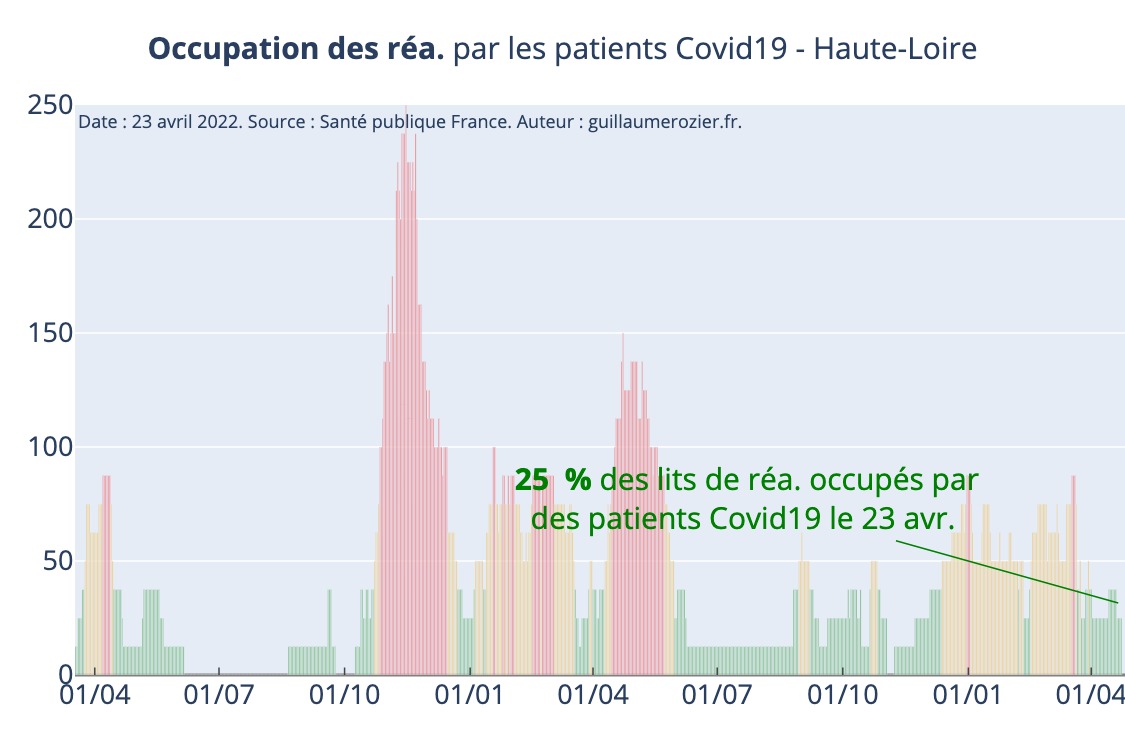 Occupation des réa. par les patients Covid19 - Haute-Loire
250
Date : 23 avril 2022. Source : Santé publique France. Auteur : guillaumerozier.fr.
200
150
100
25 % des lits de réa. occupés par
des patients Covid19 le 23 avr.
50
0
01/04 01/07 01/10 01/01 01/04 01/07 01/10 01/01 01/04